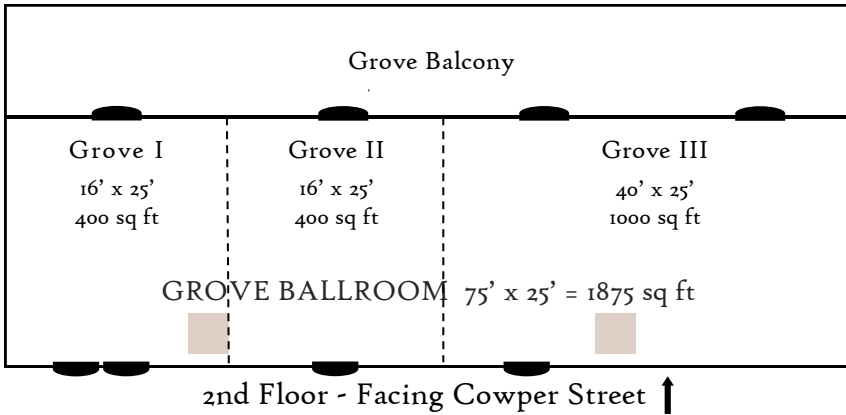 Grove Balcony
Grove I
16' x 25'
400 sq ft
Grove II
16' x 25'
400 sq ft
Grove III
40' x 25'
1000 sq ft
GROVE BALLROOM 75' x 25' = 1875 sq ft
2nd Floor - Facing Cowper Street